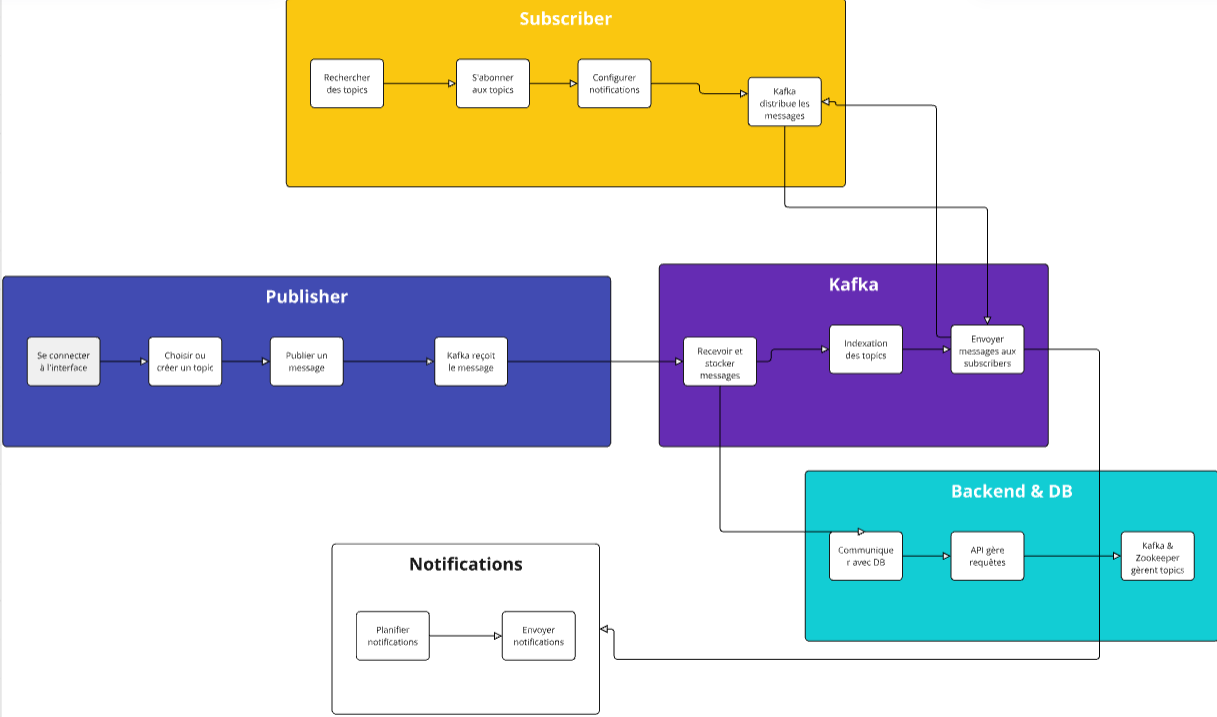 Subscriber
Rechercher
des topics
S'abonner
aux topics
Configurer
notifications
Kafka
distribue les
messages
Publisher
Se connecter
à l'interface
Choisir ou
créer un topic
Publier un
message
Kafka reçoit
le message
Kafka
Recevoir et
stocker
messages
Indexation
des topics
Envoyer
messages aux
subscribers
Backend & DB
Communique
r avec DB
API gère
requêtes
Kafka &
Zookeeper
gèrent topics
Notifications
Planifier
notifications
Envoyer
notifications